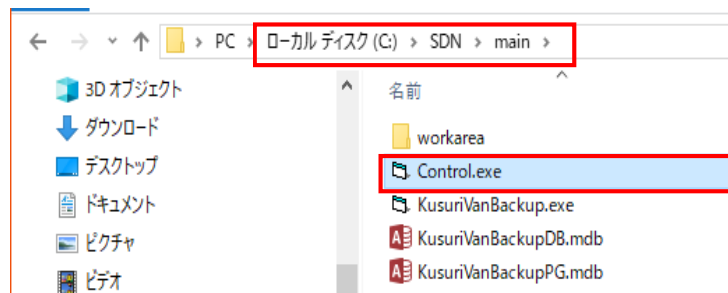 PC > ローカル ディスク (C:) > SDN > main >
3D オブジェクト
ダウンロード
デスクトップ
ドキュメント
ピクチャ
ビデオ
名前
workarea
Control.exe
KusuriVanBackup.exe
KusuriVanBackupDB.mdb
KusuriVanBackupPG.mdb